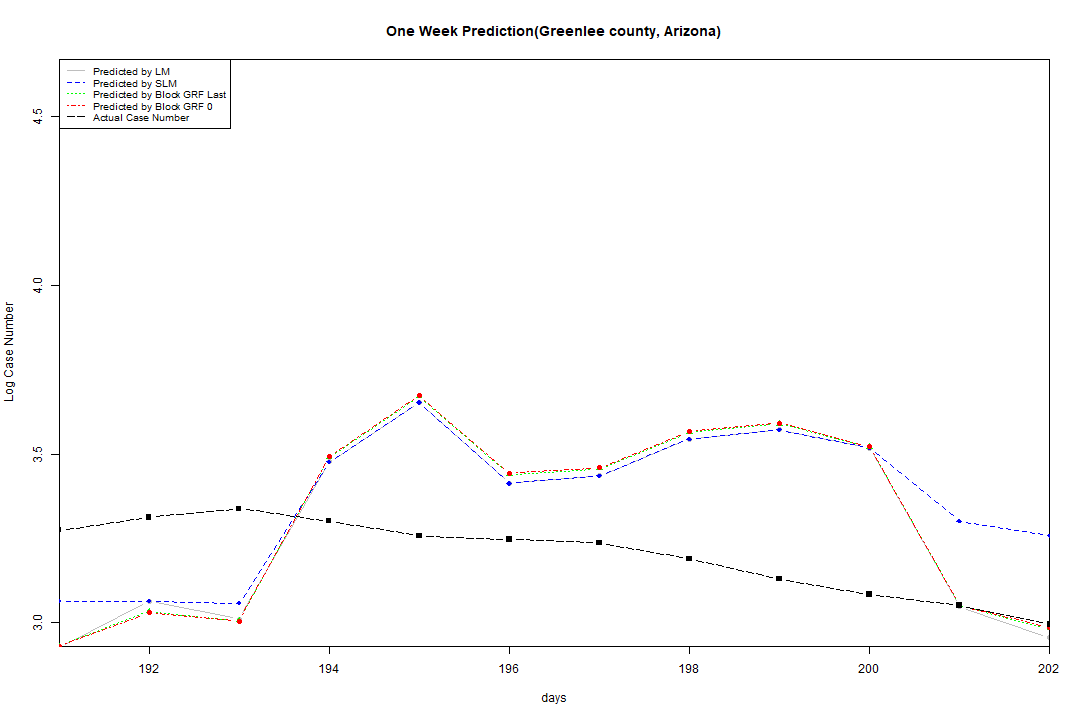 One Week Prediction(Greenlee county, Arizona)
Predicted by LM
Predicted by SLM
Predicted by Block GRF Last
Predicted by Block GRF 0
Actual Case Number
4.5
4.0
3.5
3.0
Log Case Number
192 194 196 198 200 202
days